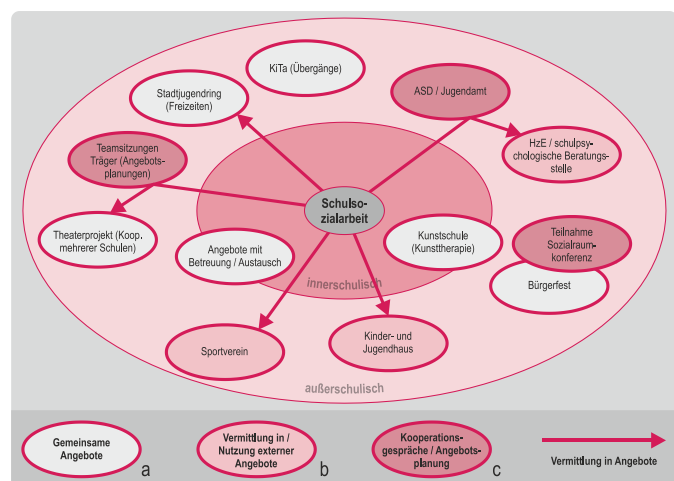 KiTa (Übergänge)
Stadtjugendring
(Freizeiten)
ASD / Jugendamt
Teamsitzungen
Träger (Angebots-
planungen)
HzE / schulpsy-
chologische Beratungs-
stelle
Schulso-
zialarbeit
Theaterprojekt (Koop.
mehrerer Schulen)
Angebote mit
Betreuung / Austausch
Kunstschule
(Kunsttherapie)
Teilnahme
Sozialraum-
konferenz
Bürgerfest
innerschulisch
Sportverein
Kinder- und
Jugendhaus
außerschulisch
Gemeinsame
Angebote
a
Vermittlung in /
Nutzung externer
Angebote
b
Kooperations-
gespräche / Angebots-
planung
c
Vermittlung in Angebote